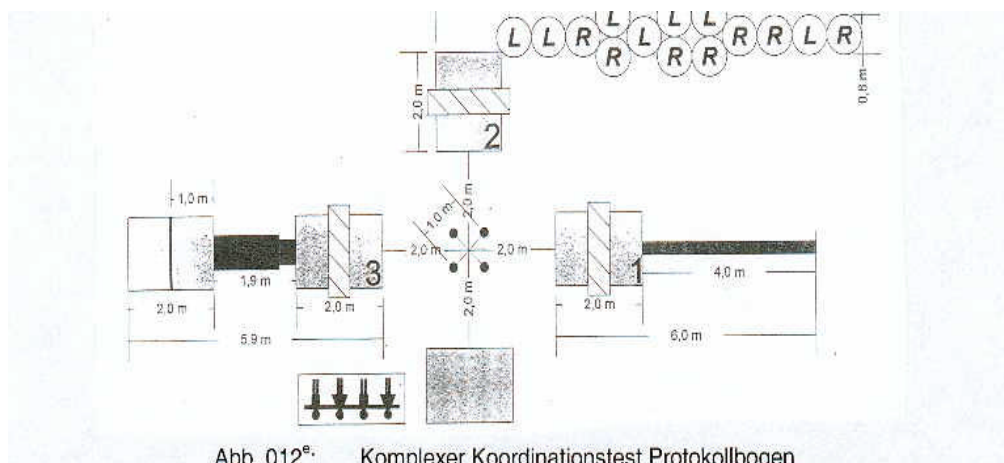 L L L
L L R L R R L R
R R R
0,8 m
2,0 m
2
1,0 m
2,0 m
1,0 m
2,0 m
2,0 m
3
1
1,9 m
2,0 m
2,0 m
2,0 m
4,0 m
2,0 m
5,9 m
6,0 m
Abb. 012e. Komplexer Koordinationstest Protokollbogen